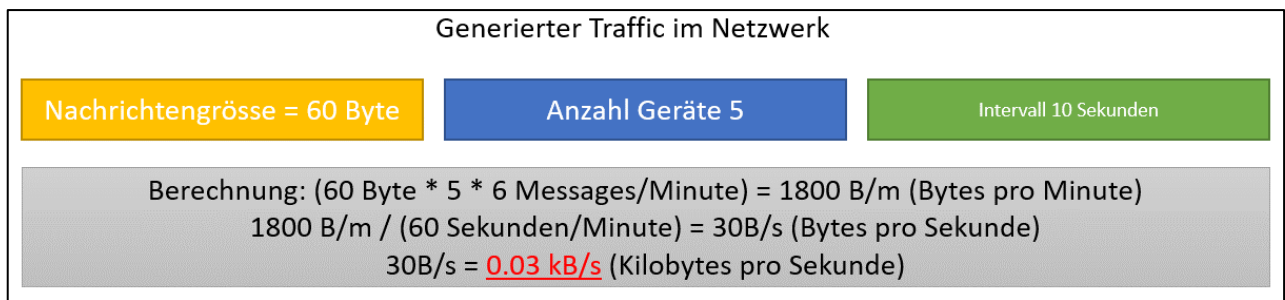 Generierter Traffic im Netzwerk
Nachrichtengrösse = 60 Byte
Anzahl Geräte 5
Intervall 10 Sekunden
Berechnung: (60 Byte * 5 * 6 Messages/Minute) = 1800 B/m (Bytes pro Minute)
1800 B/m / (60 Sekunden/Minute) = 30B/s (Bytes pro Sekunde)
30B/s = 0.03 kB/s (Kilobytes pro Sekunde)